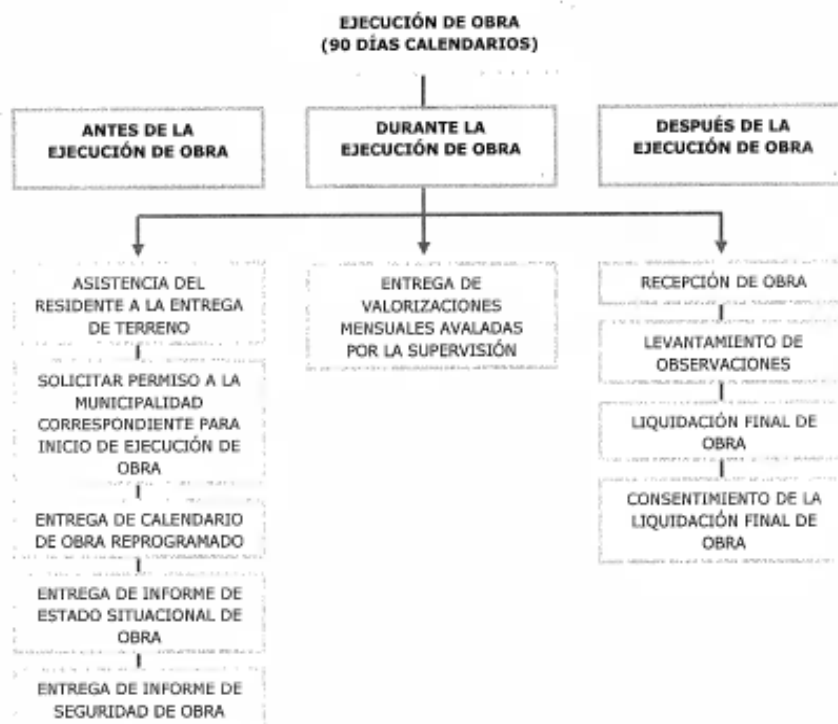 EJECUCIÓN DE OBRA
(90 DÍAS CALENDARIOS)
ANTES DE LA
EJECUCIÓN DE OBRA
DURANTE LA
EJECUCIÓN DE OBRA
DESPUÉS DE LA
EJECUCIÓN DE OBRA
ASISTENCIA DEL
RESIDENTE A LA ENTREGA
DE TERRENO
SOLICITAR PERMISO A LA
MUNICIPALIDAD
CORRESPONDIENTE PARA
INICIO DE EJECUCIÓN DE
OBRA
ENTREGA DE CALENDARIO
DE OBRA REPROGRAMADO
ENTREGA DE INFORME DE
ESTADO SITUACIONAL DE
OBRA
ENTREGA DE INFORME DE
SEGURIDAD DE OBRA
ENTREGA DE
VALORIZACIONES
MENSUALES AVALADAS
POR LA SUPERVISIÓN
RECEPCIÓN DE OBRA
LEVANTAMIENTO DE
OBSERVACIONES
LIQUIDACIÓN FINAL DE
OBRA
CONSENTIMIENTO DE LA
LIQUIDACIÓN FINAL DE
OBRA